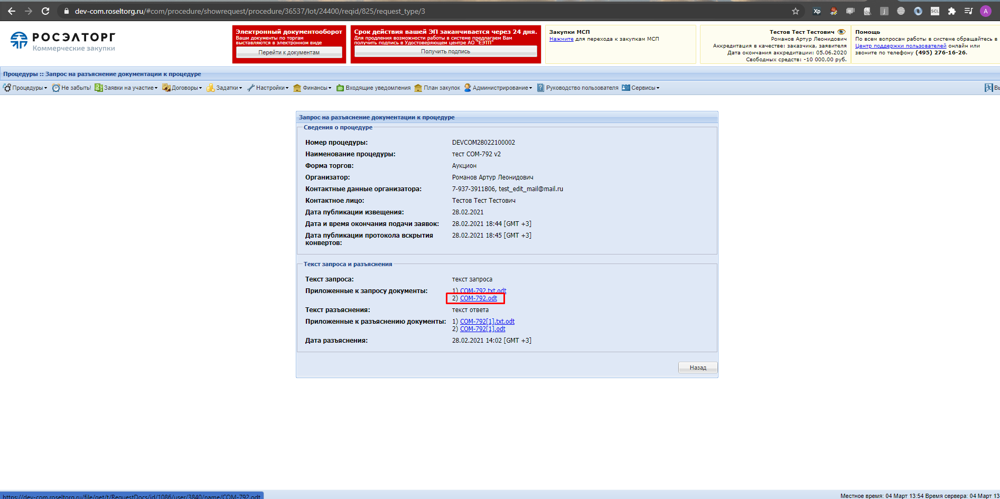 dev-com.roseltorg.ru/#com/procedure/showrequest/procedure/36537/lot/24400/reqid/825/request_type/3
Xp
SCL
A
РОСЭЛТОРГ
Коммерческие закупки
Электронный документооборот
Ваши документы по торгам
выставляются в электронном виде
Перейти к документам
Срок действия вашей ЭП заканчивается через 24 дня.
Для продления возможности работы в системе предлагаем Вам
получить подпись в Удостоверяющем центре АО "ЕЭТП"
Получить подпись
Закупки МСП
Нажмите для перехода к закупкам МСП
Тестов Тест Тестович
Романов Артур Леонидович
Аккредитация в качестве: заказчика, заявителя
Дата окончания аккредитации: 05.06.2020
Свободных средств: -10 000,00 руб.
Помощь
По всем вопросам работы в системе обращайтесь в
Центр поддержки пользователей онлайн или
звоните по телефону (495) 276-16-26.
Процедуры :: Запрос на разъяснение документации к процедуре
Процедуры Не забыть! Заявки на участие Договоры Задатки Настройки Финансы Входящие уведомления План закупок Администрирование Руководство пользователя Сервисы Вы
Запрос на разъяснение документации к процедуре
Сведения о процедуре
Номер процедуры: DEVCOM28022100002
Наименование процедуры: тест COM-792 v2
Форма торгов: Аукцион
Организатор: Романов Артур Леонидович
Контактные данные организатора: 7-937-3911806, test_edit_mail@mail.ru
Контактное лицо: Тестов Тест Тестович
Дата публикации извещения: 28.02.2021
Дата и время окончания подачи заявок: 28.02.2021 18:44 [GMT +3]
Дата публикации протокола вскрытия конвертов: 28.02.2021 18:45 [GMT +3]
Текст запроса и разъяснения
Текст запроса: текст запроса
Приложенные к запросу документы: 1) COM-792.txt.odt
2) COM-792.odt
Текст разъяснения: текст ответа
Приложенные к разъяснению документы: 1) COM-792[1].txt.odt
2) COM-792[1].odt
Дата разъяснения: 28.02.2021 14:02 [GMT +3]
Назад
https://dev-com.roseltorg.ru/file/get/t/RequestDocs/id/1086/user/3840/name/COM-792.odt
Местное время: 04 Март 13:54 Время сервера: 04 Март 13